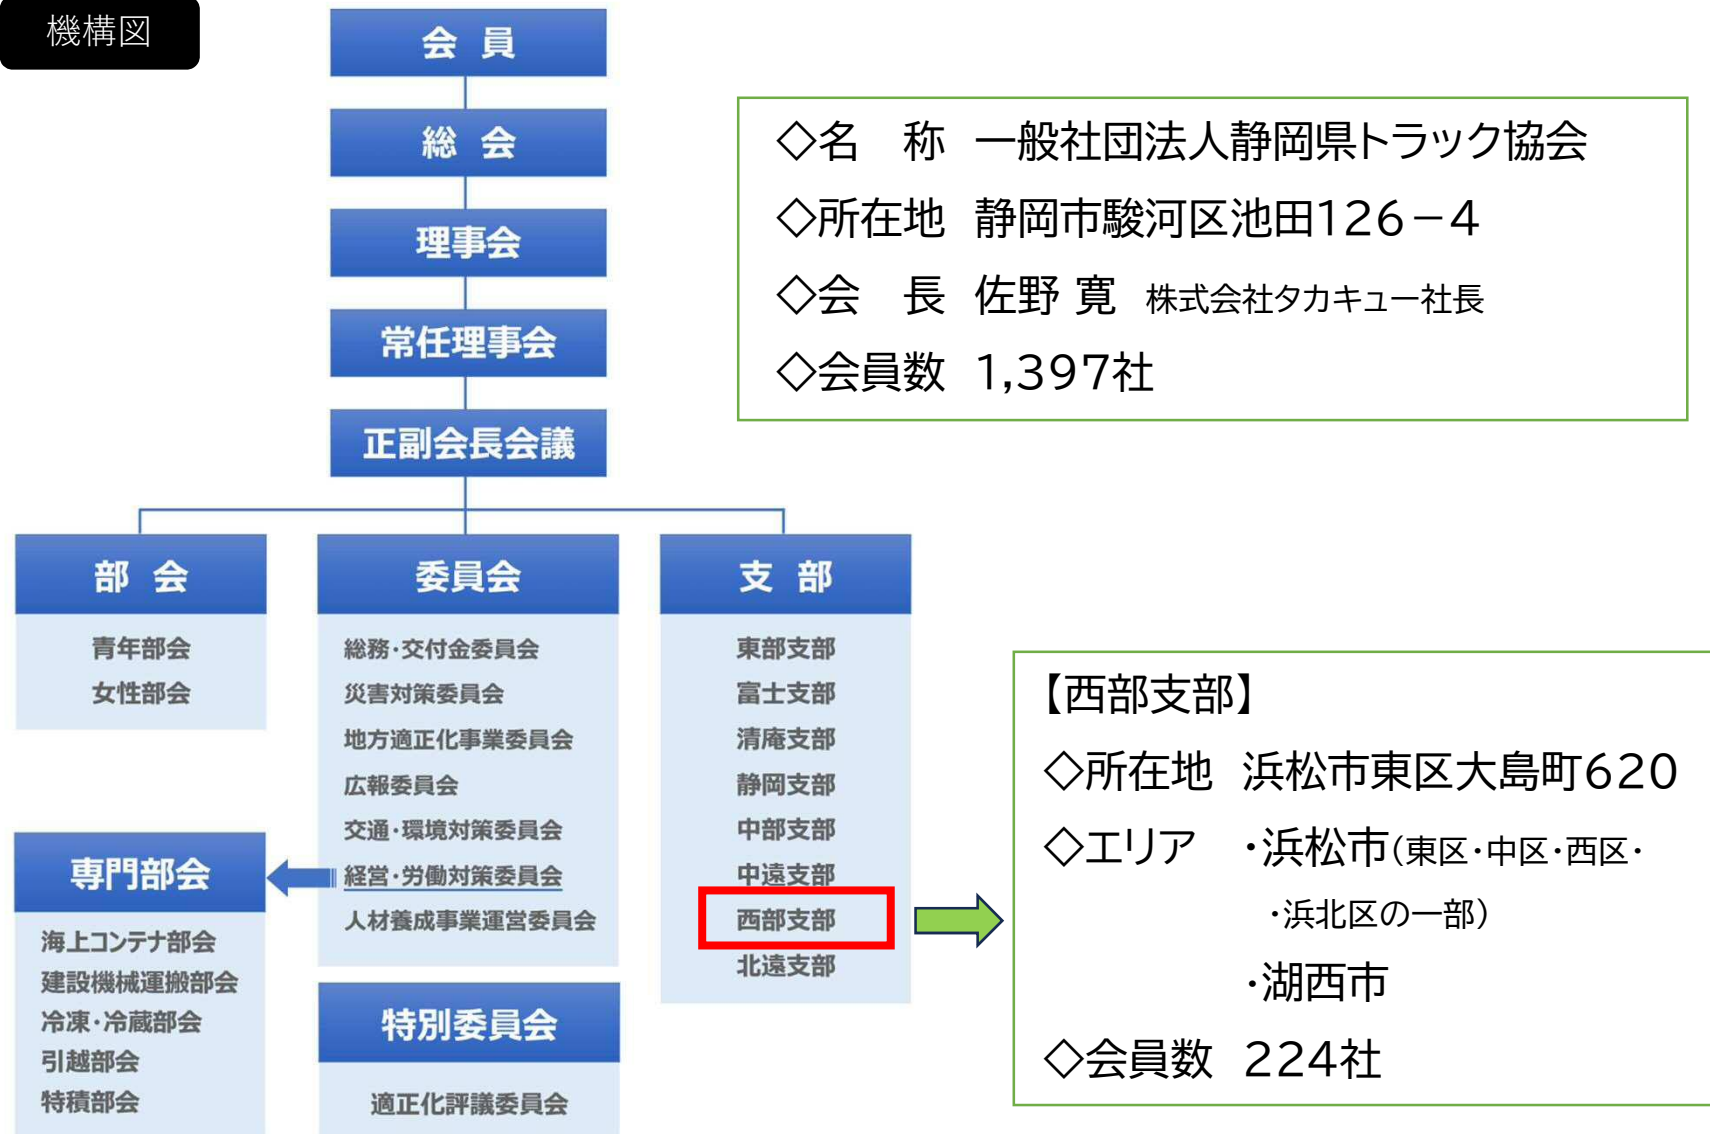 機構図
会 員
総 会
理事会
常任理事会
正副会長会議
◇名　称 一般社団法人静岡県トラック協会
◇所在地 静岡市駿河区池田126－4
◇会　長 佐野 寛 株式会社タカキュー社長
◇会員数 1,397社
部 会
青年部会
女性部会
委員会
総務・交付金委員会
災害対策委員会
地方適正化事業委員会
広報委員会
交通・環境対策委員会
経営・労働対策委員会
人材養成事業運営委員会
支 部
東部支部
富士支部
清庵支部
静岡支部
中部支部
中遠支部
西部支部
北遠支部
専門部会
海上コンテナ部会
建設機械運搬部会
冷凍・冷蔵部会
引越部会
特積部会
特別委員会
適正化評議委員会
【西部支部】
◇所在地 浜松市東区大島町620
◇エリア ・浜松市(東区・中区・西区・
・浜北区の一部)
・湖西市
◇会員数 224社